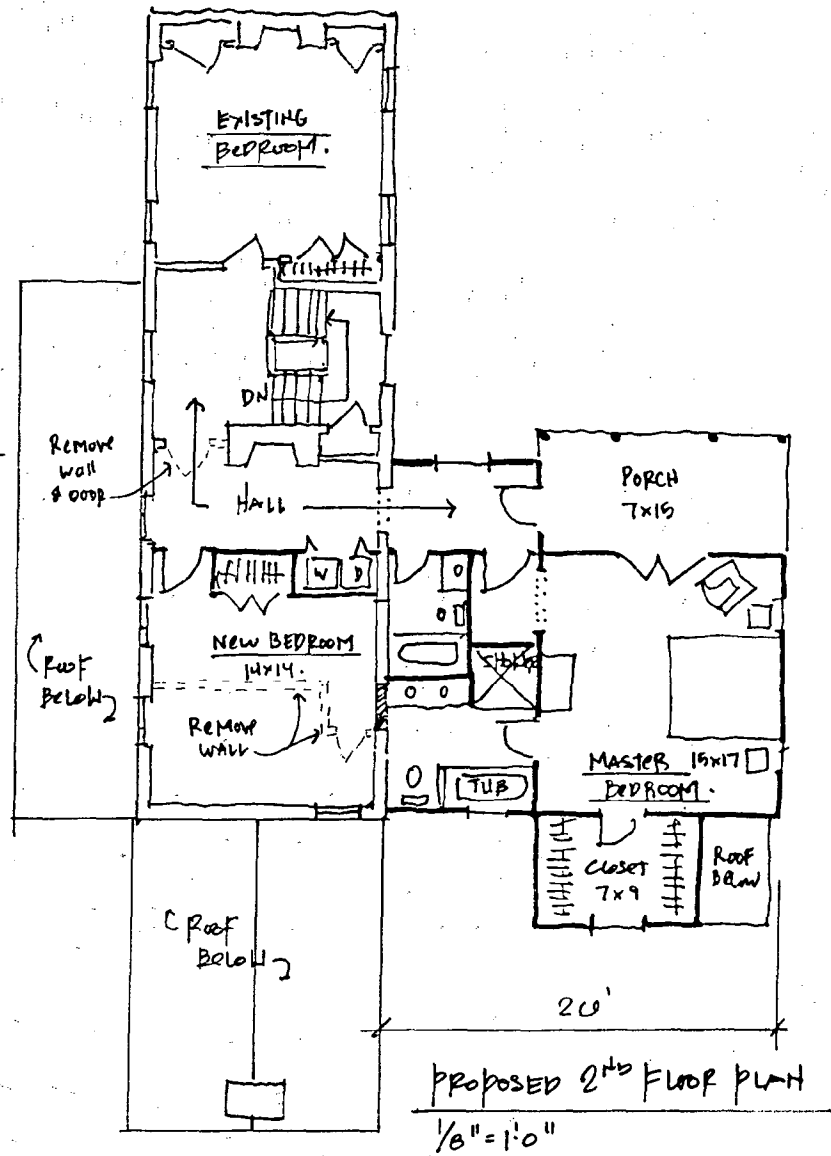 EXISTING
BEDROOM.
DN
Remove
wall
& DOOR
HALL
PORCH
7x15
W D
NEW BEDROOM
14x14.
Remove
WALL
ROOF
BELOW
TUB
MASTER 15x17
BEDROOM.
CLOSET
7x9
ROOF
BELOW
ROOF
BELOW
26'
PROPOSED 2ND FLOOR PLAN
1/8" = 1'0"